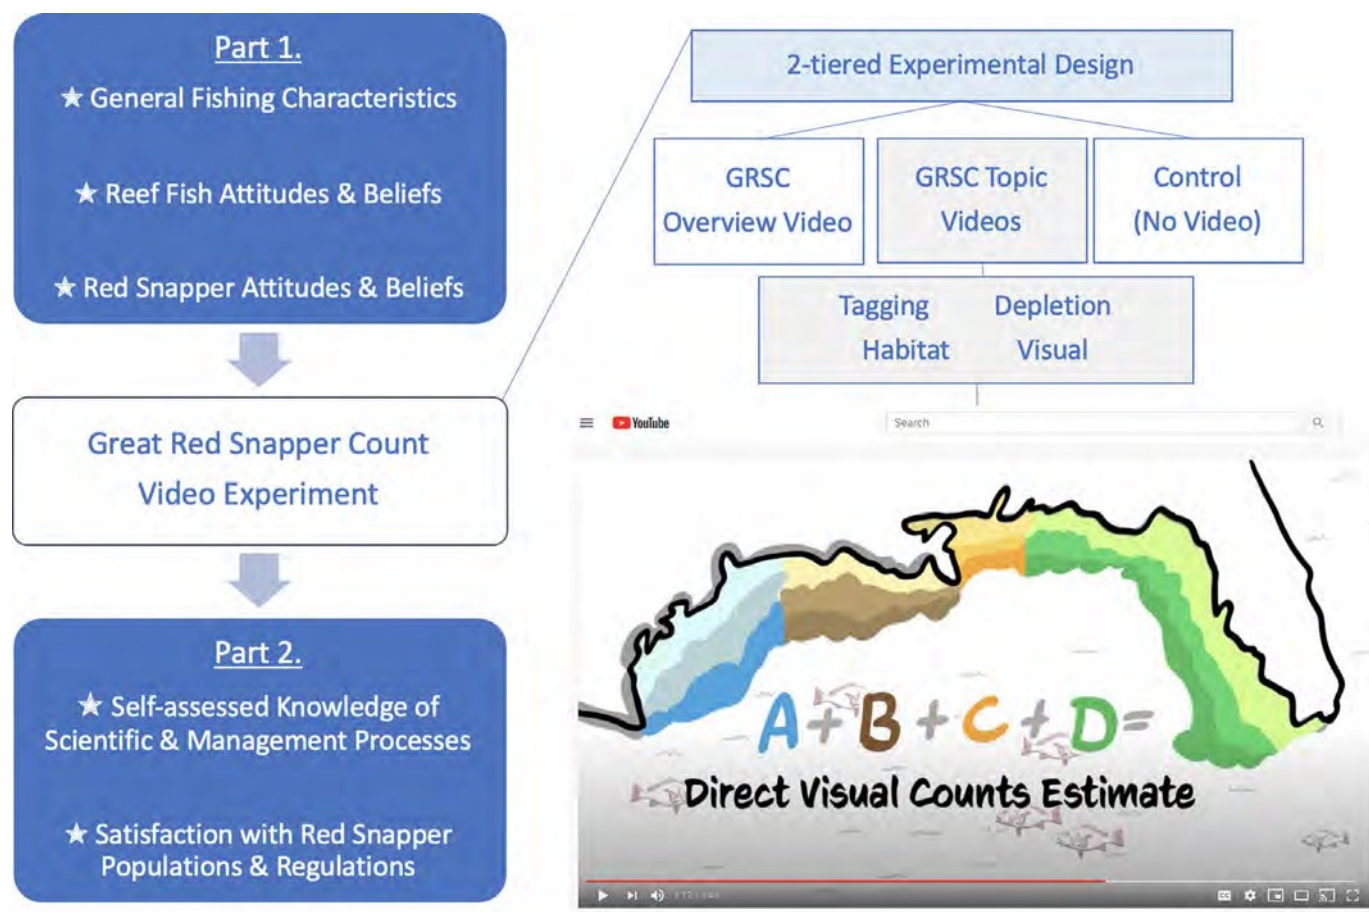 Part 1.
★ General Fishing Characteristics
★ Reef Fish Attitudes & Beliefs
★ Red Snapper Attitudes & Beliefs
Great Red Snapper Count
Video Experiment
Part 2.
★ Self-assessed Knowledge of
Scientific & Management Processes
★ Satisfaction with Red Snapper
Populations & Regulations
2-tiered Experimental Design
GRSC
Overview Video
GRSC Topic
Videos
Control
(No Video)
Tagging Depletion
Habitat Visual
YouTube
Search
A+B+C+D=
Direct Visual Counts Estimate
CC